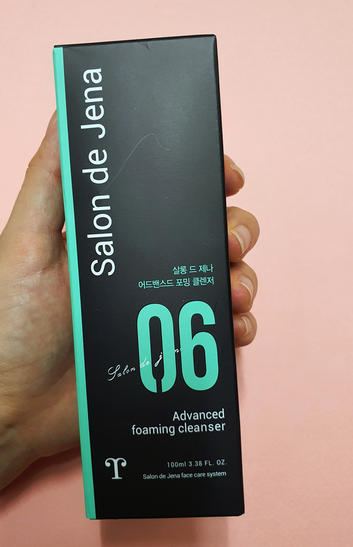 Salon de Jena
살롱 드 제나
어드밴스드 포밍 클렌저
06
Salon de jena
Advanced
foaming cleanser
100ml 3.38 FL. OZ.
Salon de Jena face care system